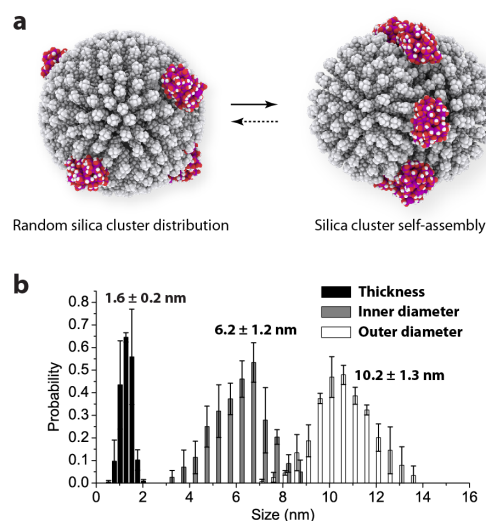 a
Random silica cluster distribution
Silica cluster self-assembly
b
1.6 ± 0.2 nm
Thickness
Inner diameter
Outer diameter
6.2 ± 1.2 nm
10.2 ± 1.3 nm
Probability
0.8
0.7
0.6
0.5
0.4
0.3
0.2
0.1
0.0
0 2 4 6 8 10 12 14 16
Size (nm)